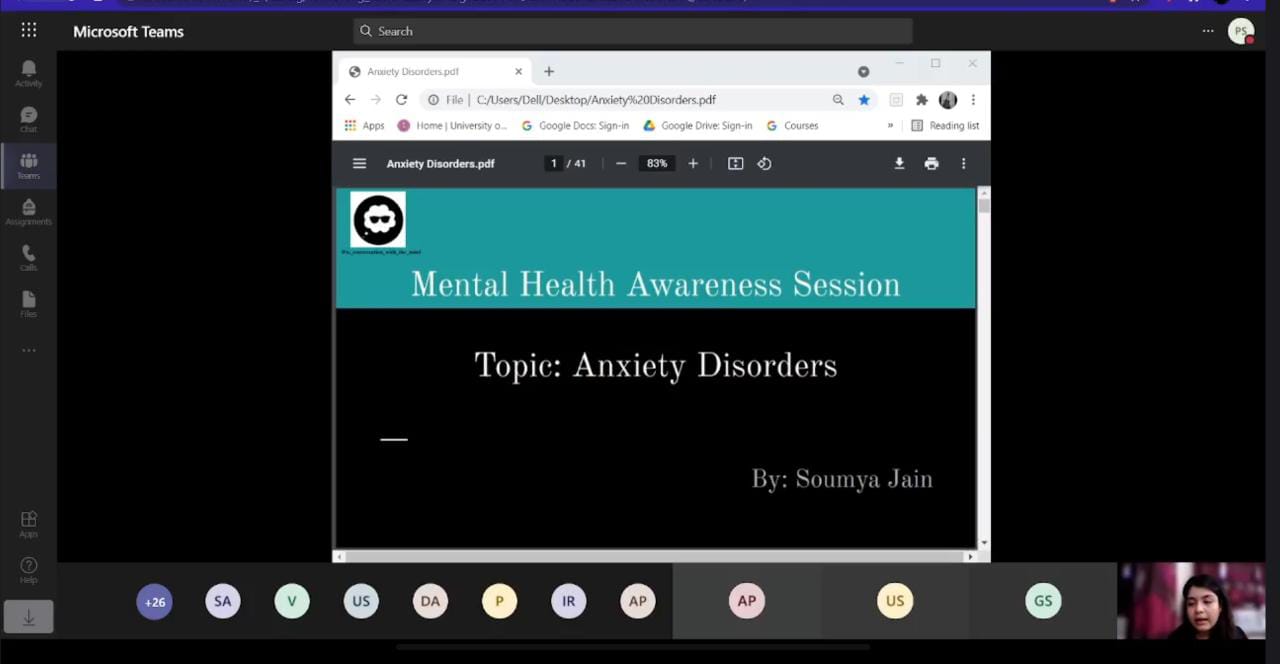 Microsoft Teams
Search
PS
Activity
Chat
Teams
Assignments
Calls
Files
Apps
Help
Anxiety Disorders.pdf
File | C:/Users/Dell/Desktop/Anxiety%20Disorders.pdf
Apps
Home | University o...
Google Docs: Sign-in
Google Drive: Sign-in
Courses
»
Reading list
Anxiety Disorders.pdf
1 / 41
83%
Mental Health Awareness Session
Topic: Anxiety Disorders
By: Soumya Jain
+26
SA
V
US
DA
P
IR
AP
AP
US
GS